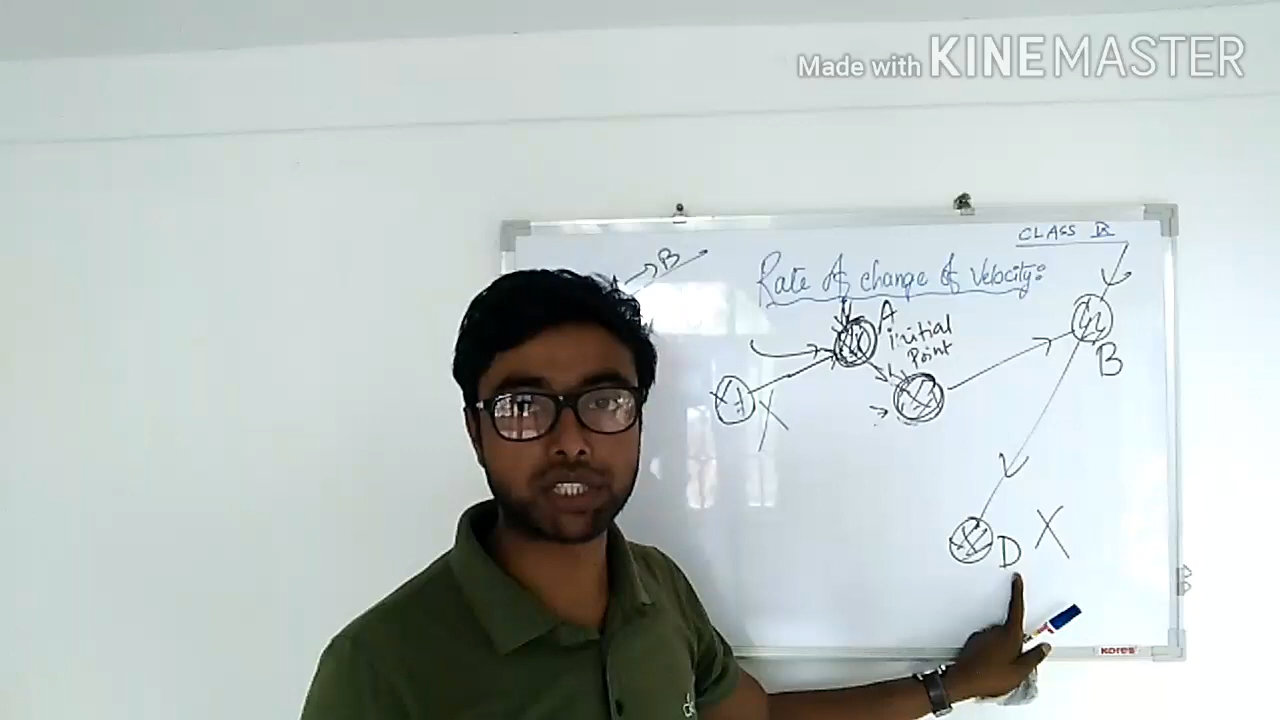 Made with KINEMASTER
CLASS IX
Rate of change of Velocity:
B
A
initial
Point
B
D
X
KORES